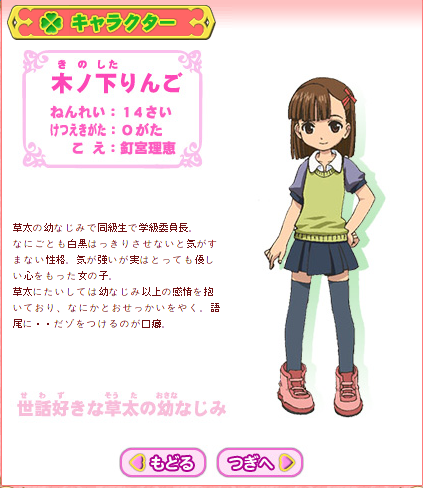 キャラクター
きのした
木ノ下りんご
ねんれい：１４さい
けつえきがた：Ｏがた
こえ：釘宮理恵
草太の幼なじみで同級生で学級委員長。
なにごとも白黒はっきりさせないと気がす
まない性格。気が強いが実はとっても優し
い心をもった女の子。
草太にたいしては幼なじみ以上の感情を抱
いており、なにかとおせっかいをやく。語
尾に・・だゾをつけるのが口癖。
せわず そうた おさな
世話好きな草太の幼なじみ
もどる つぎへ